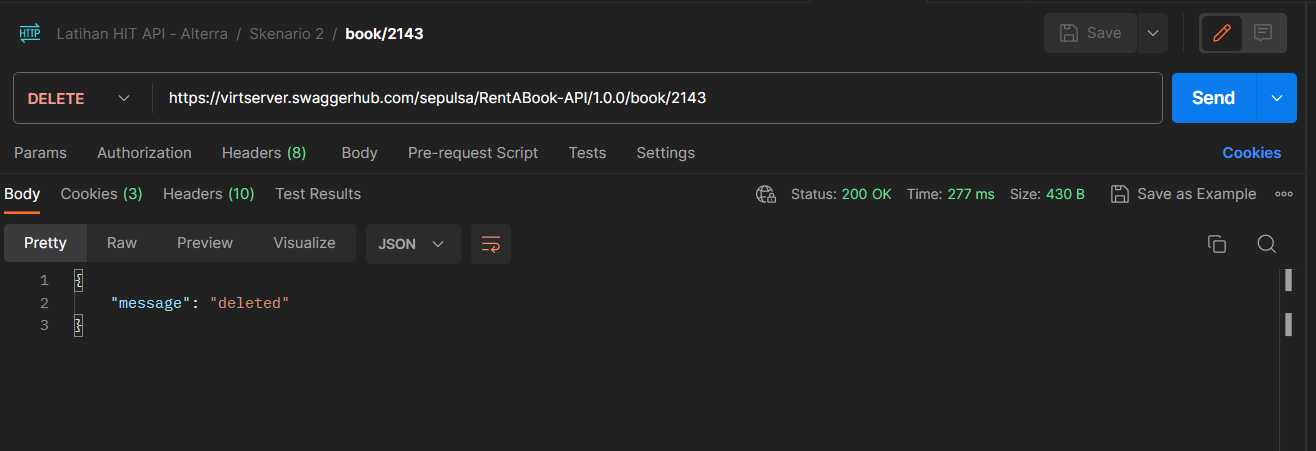 HTTP Latihan HIT API - Alterra / Skenario 2 / book/2143 Save
DELETE https://virtserver.swaggerhub.com/sepulsa/RentABook-API/1.0.0/book/2143 Send
Params Authorization Headers (8) Body Pre-request Script Tests Settings Cookies
Body Cookies (3) Headers (10) Test Results Status: 200 OK Time: 277 ms Size: 430 B Save as Example
Pretty Raw Preview Visualize JSON
1 {
2 "message": "deleted"
3 }